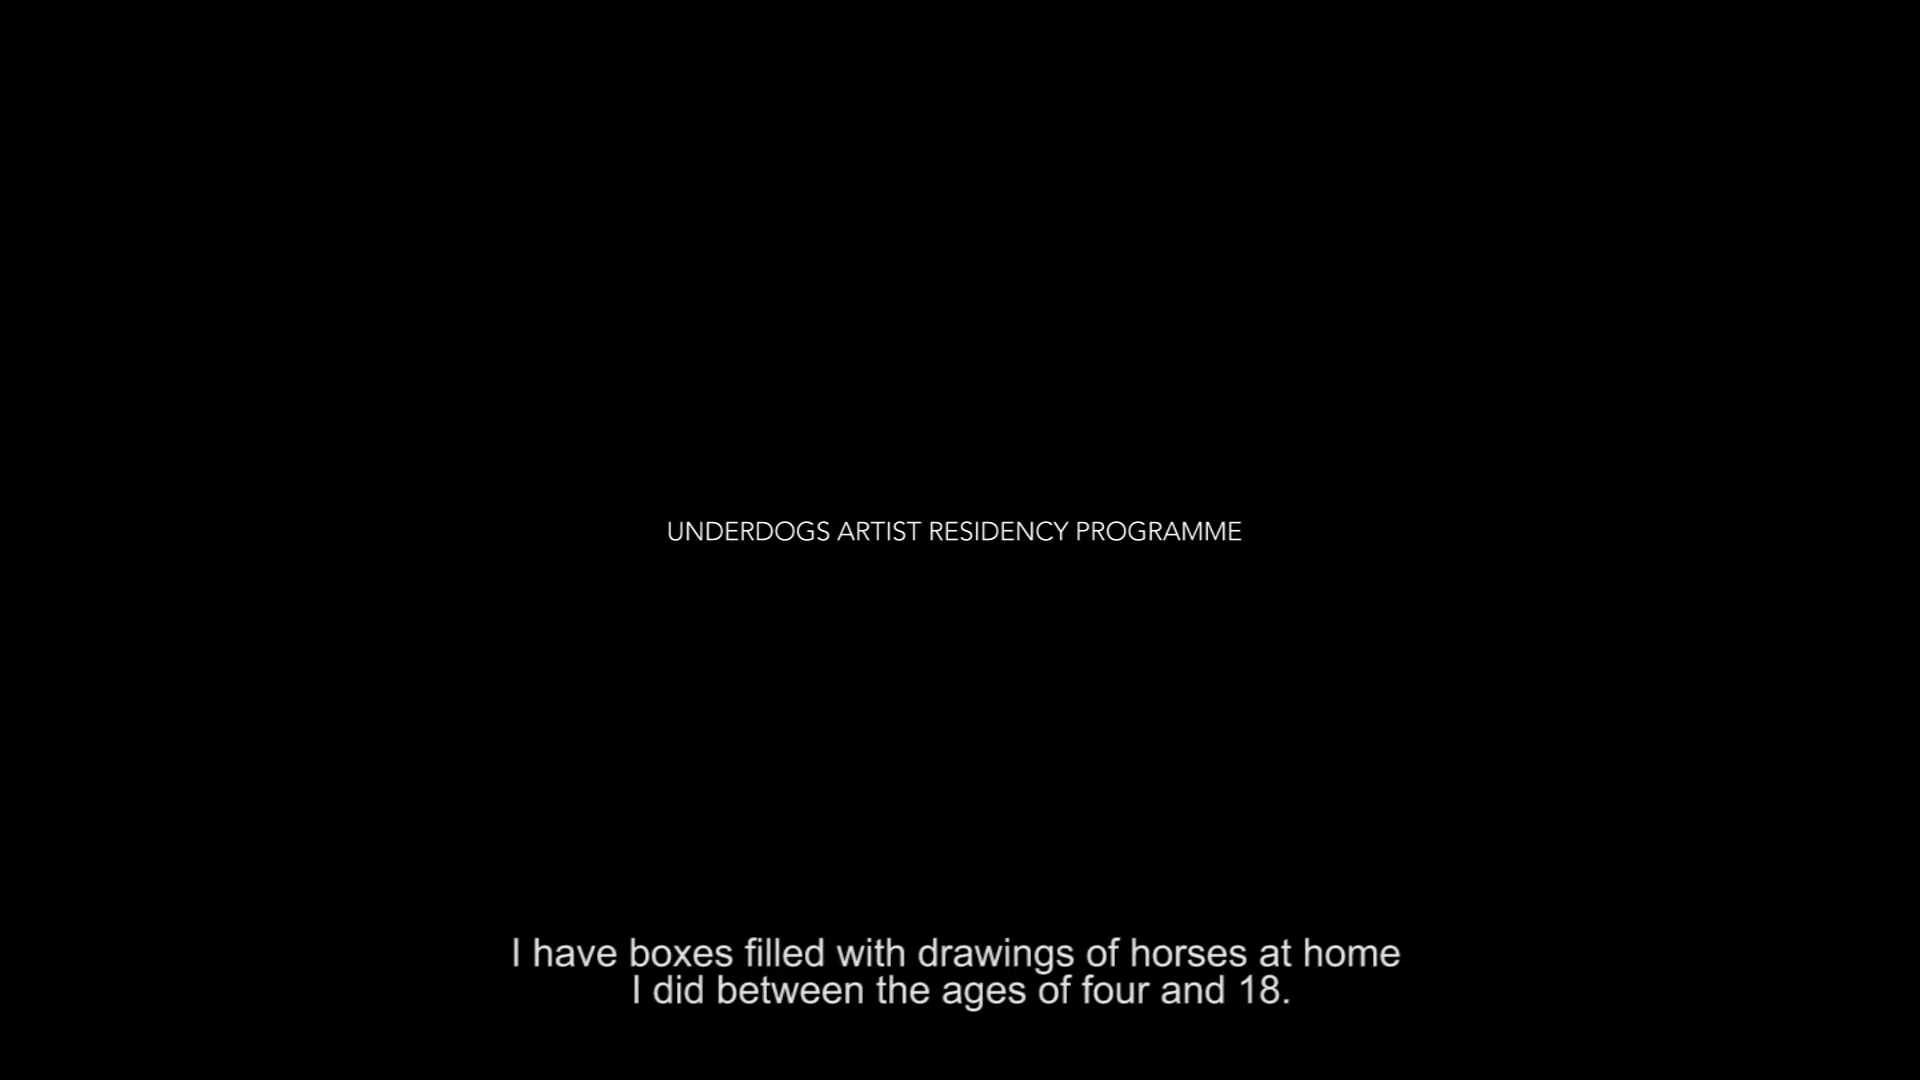 UNDERDOGS ARTIST RESIDENCY PROGRAMME
I have boxes filled with drawings of horses at home
I did between the ages of four and 18.